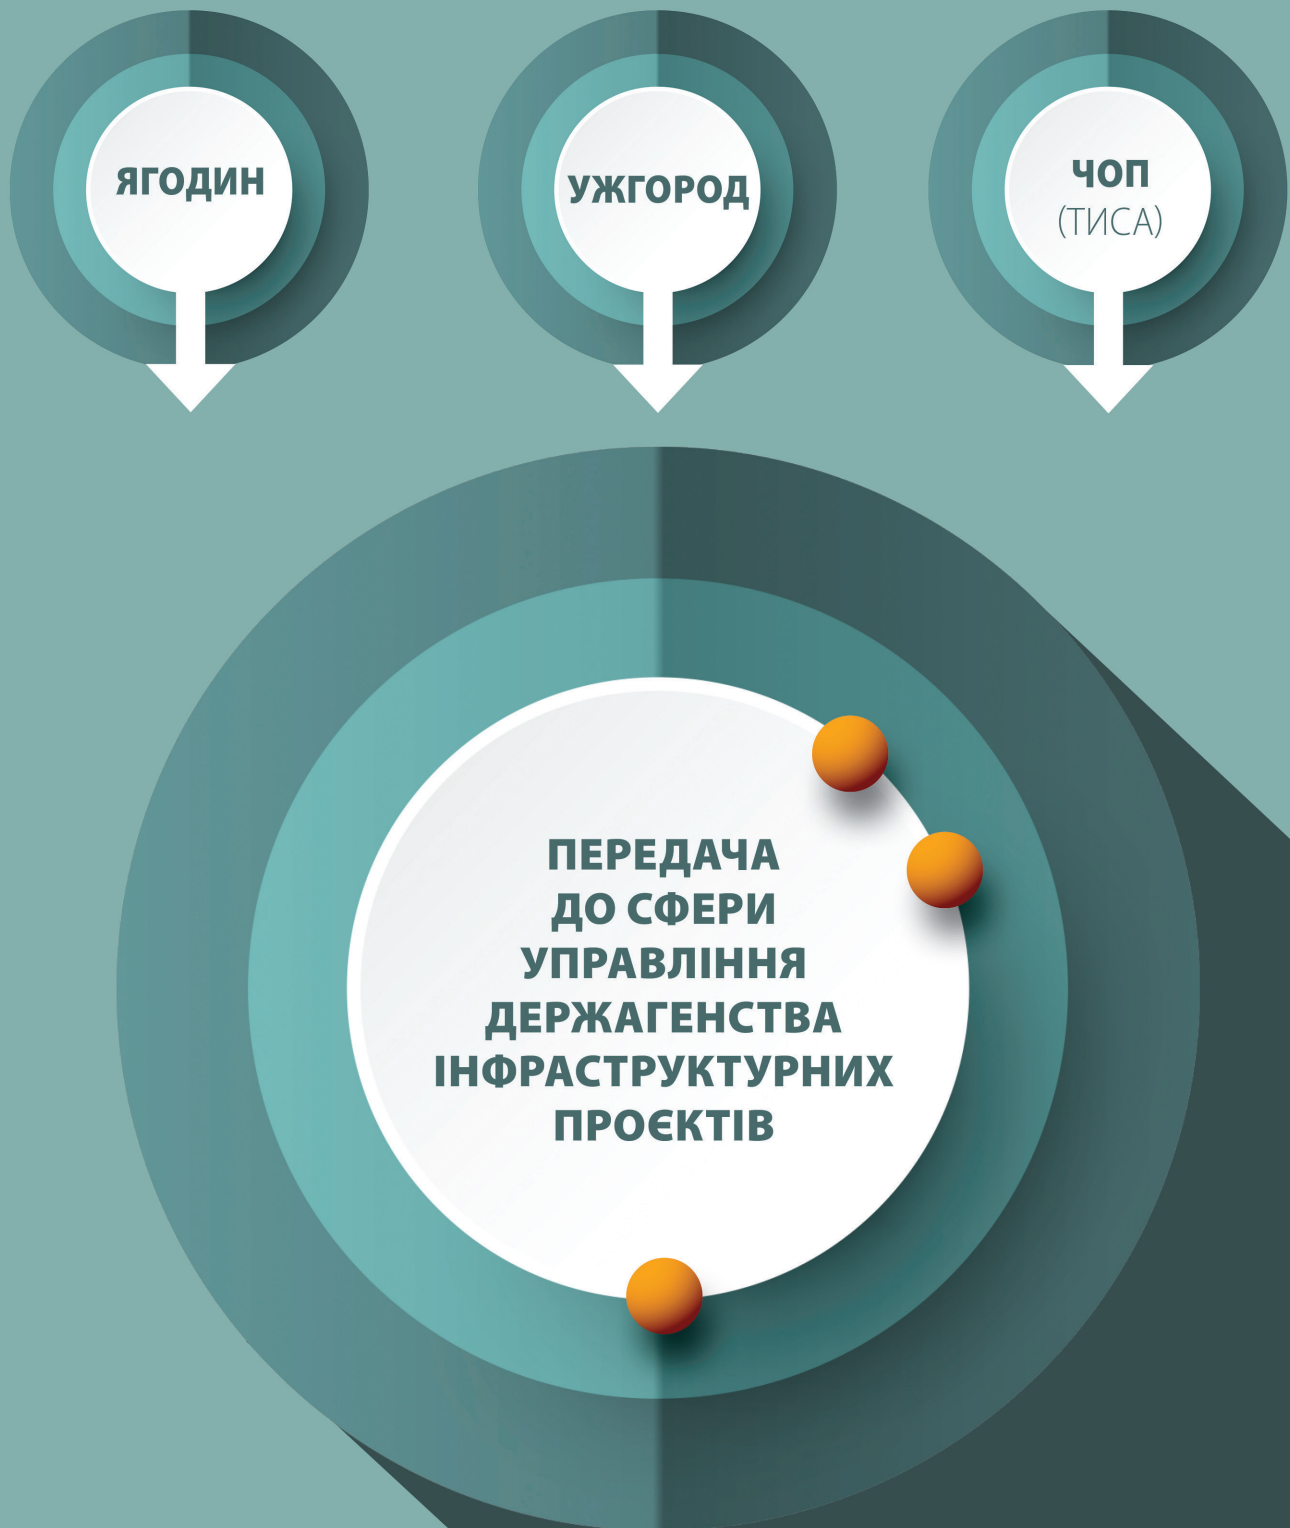 ЯГОДИН
УЖГОРОД
ЧОП
(ТИСА)
ПЕРЕДАЧА
ДО СФЕРИ
УПРАВЛІННЯ
ДЕРЖАГЕНСТВА
ІНФРАСТРУКТУРНИХ
ПРОЄКТІВ